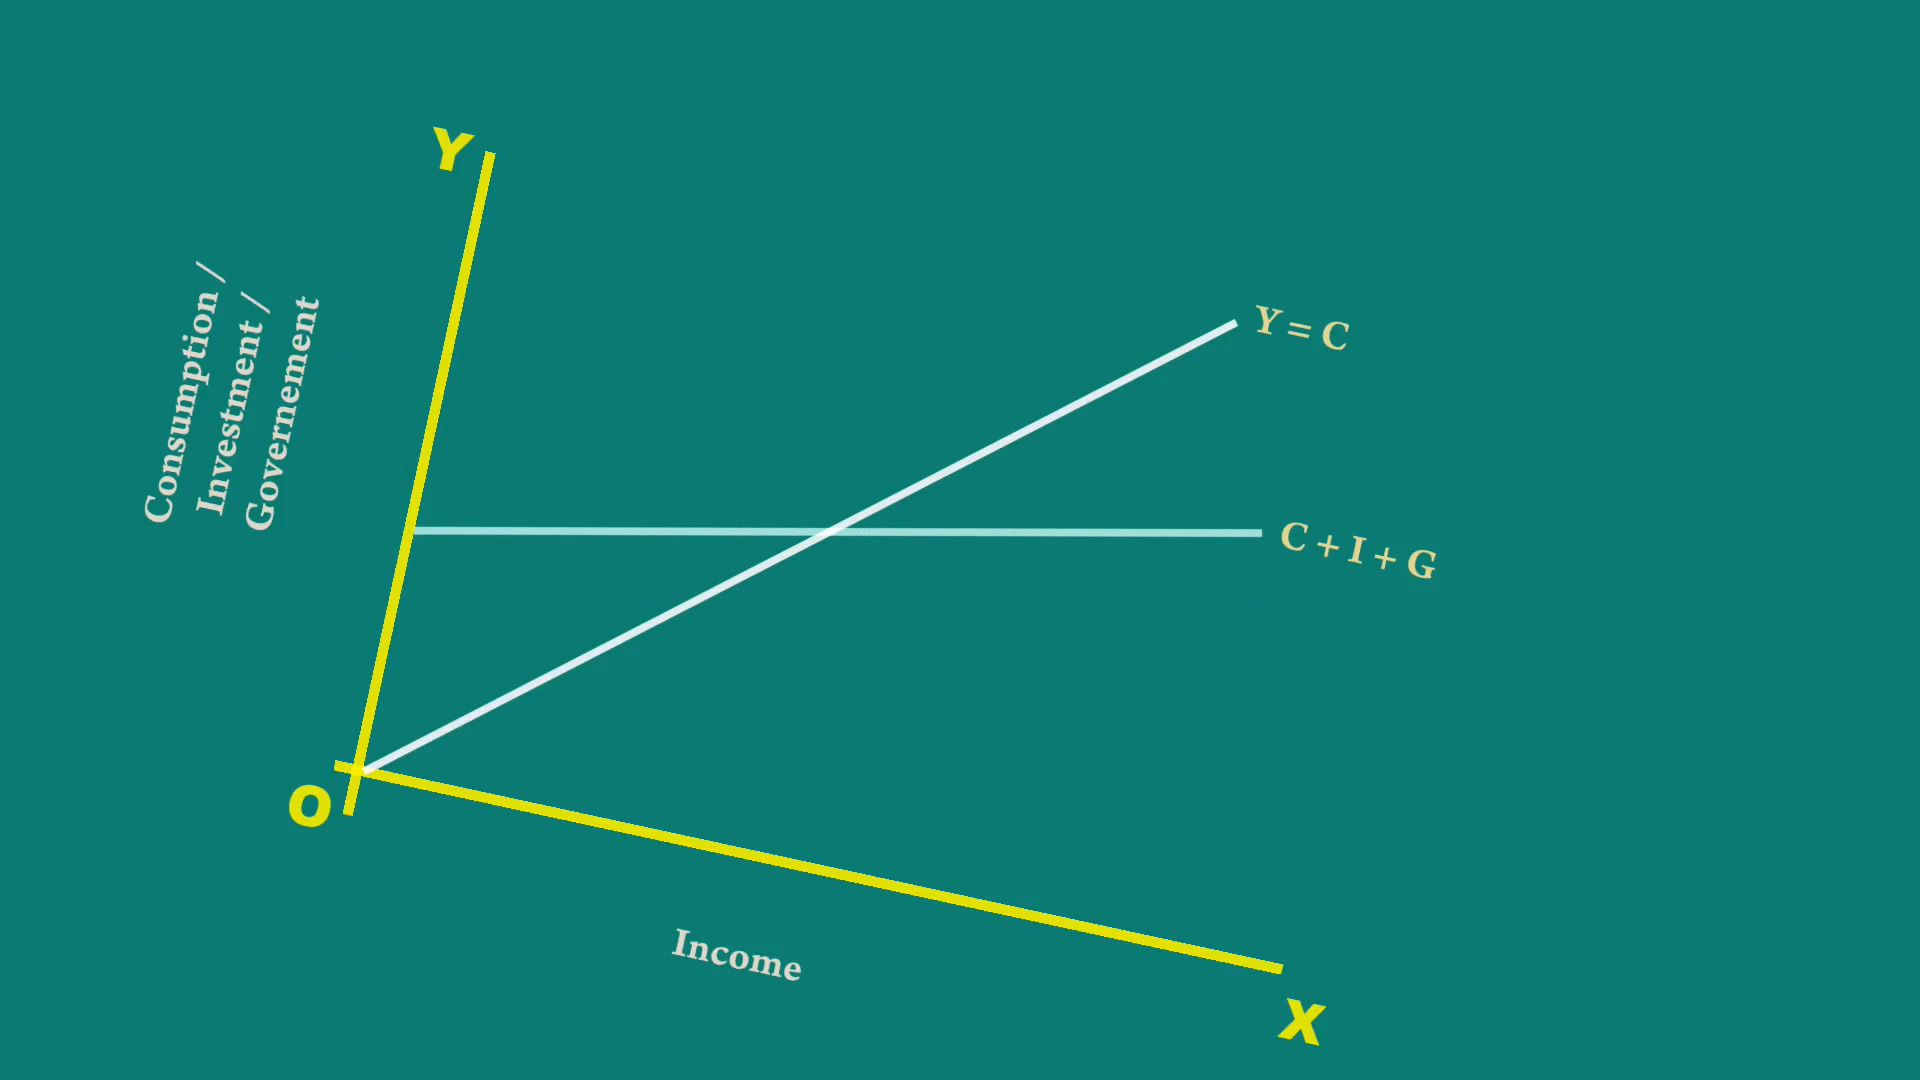 Y
Consumption /
Investment /
Governement
Y = C
C + I + G
O
Income
X